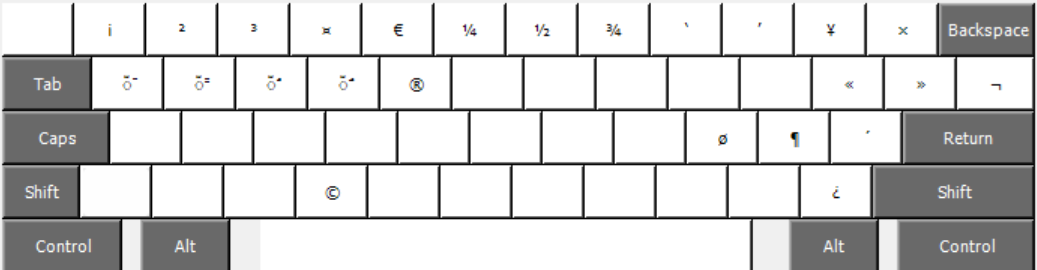 ¡ ² ³ ¤ € ¼ ½ ¾ ‘ ’ ¥ × Backspace
Tab ® « » ¬
Caps ø ¶ ´ Return
Shift © ¿ Shift
Control Alt Alt Control